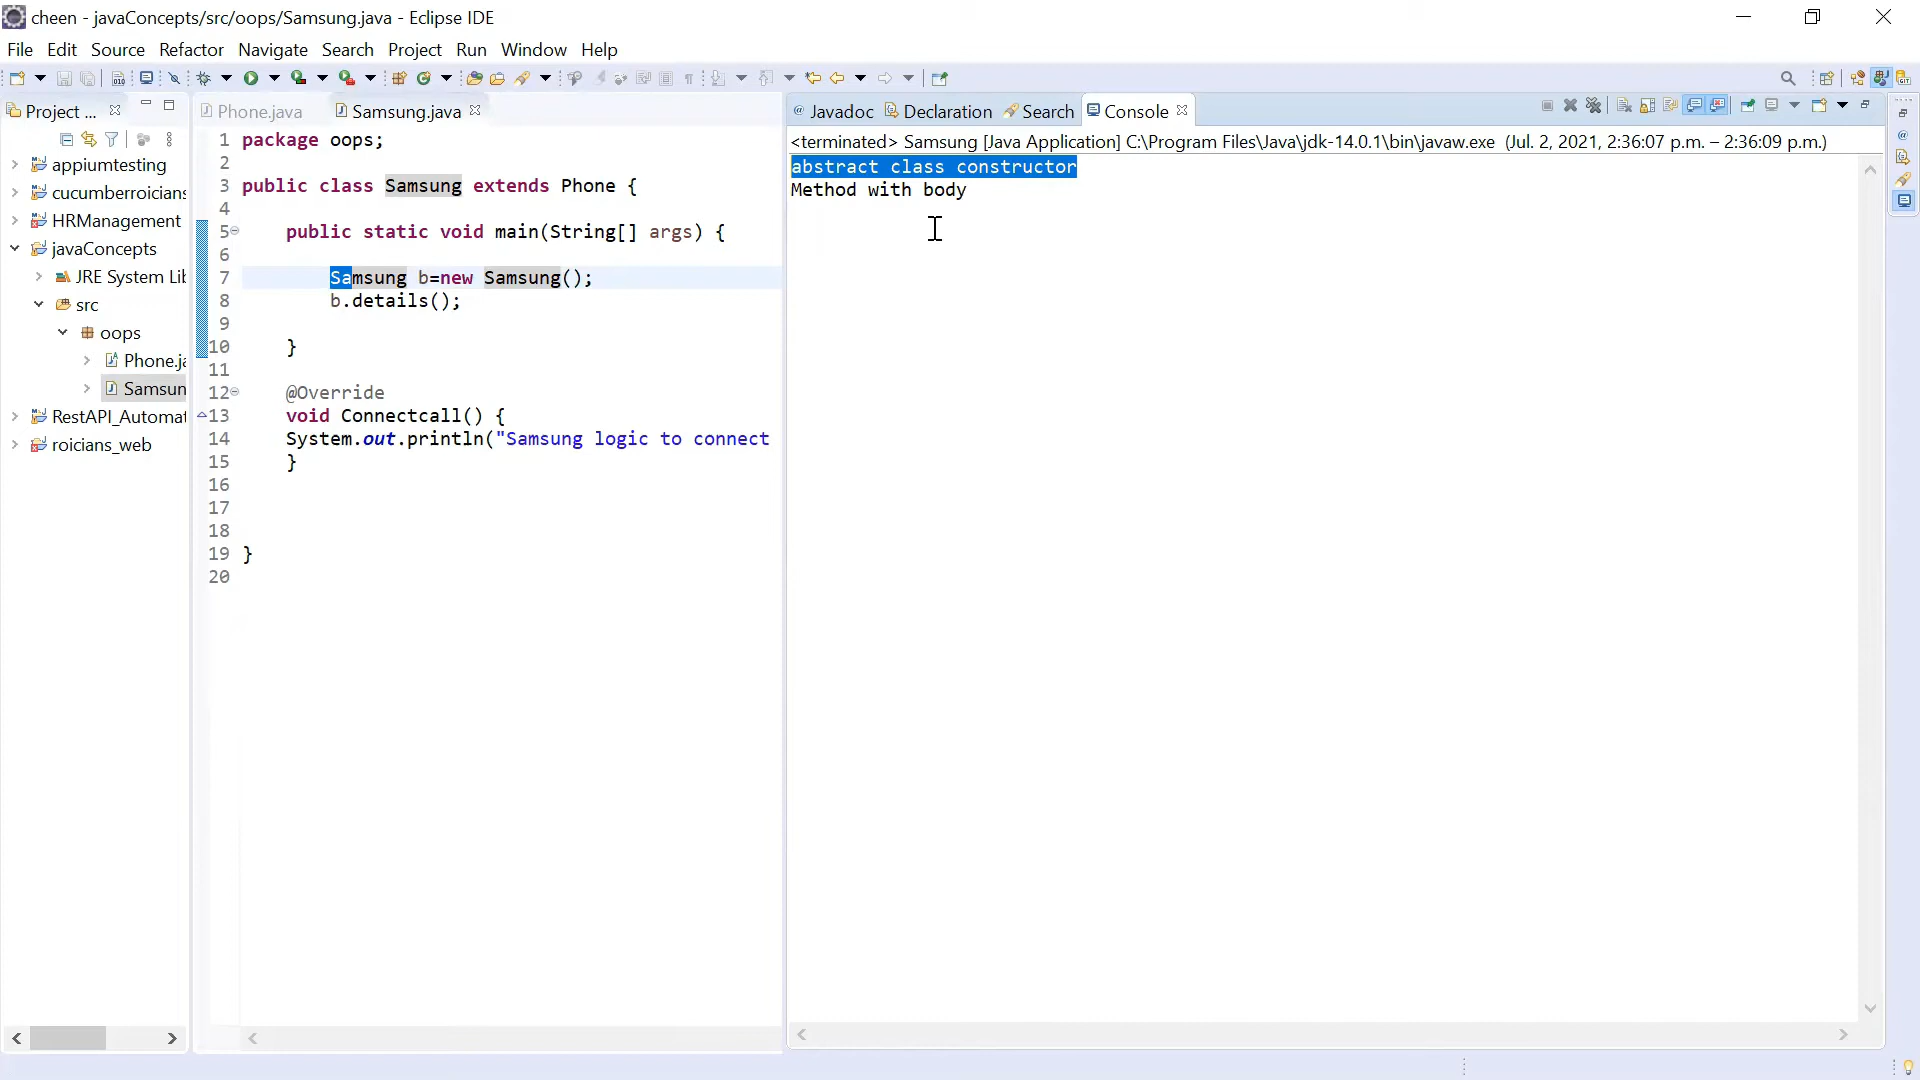 cheen - javaConcepts/src/oops/Samsung.java - Eclipse IDE
File Edit Source Refactor Navigate Search Project Run Window Help
Project ...
appiumtesting
cucumberroicians
HRManagement
javaConcepts
JRE System Lib
src
oops
Phone.ja
Samsun
RestAPI_Automat
roicians_web
Phone.java Samsung.java
1 package oops;
2
3 public class Samsung extends Phone {
4
5 public static void main(String[] args) {
6
7 Samsung b=new Samsung();
8 b.details();
9
10 }
11
12 @Override
13 void Connectcall() {
14 System.out.println("Samsung logic to connect
15 }
16
17
18
19 }
20
@ Javadoc Declaration Search Console
<terminated> Samsung [Java Application] C:\Program Files\Java\jdk-14.0.1\bin\javaw.exe (Jul. 2, 2021, 2:36:07 p.m. – 2:36:09 p.m.)
abstract class constructor
Method with body